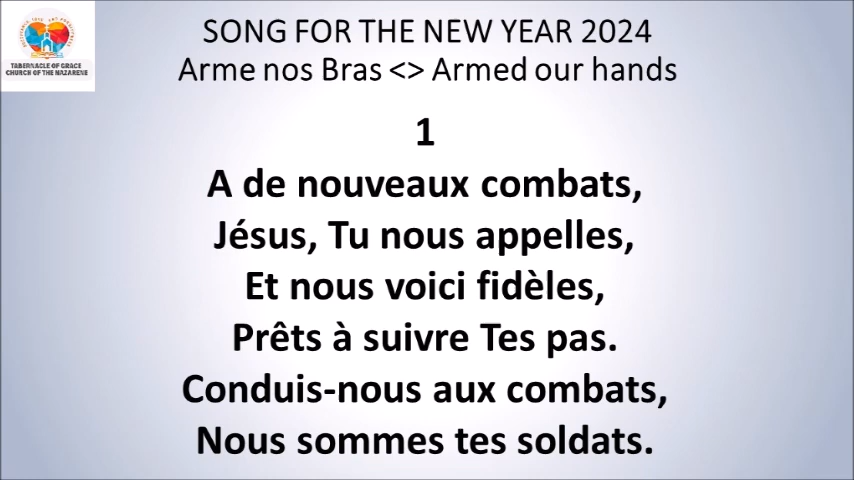 SONG FOR THE NEW YEAR 2024
Arme nos Bras <> Armed our hands
TABERNACLE OF GRACE
CHURCH OF THE NAZARENE
1
A de nouveaux combats,
Jésus, Tu nous appelles,
Et nous voici fidèles,
Prêts à suivre Tes pas.
Conduis-nous aux combats,
Nous sommes tes soldats.